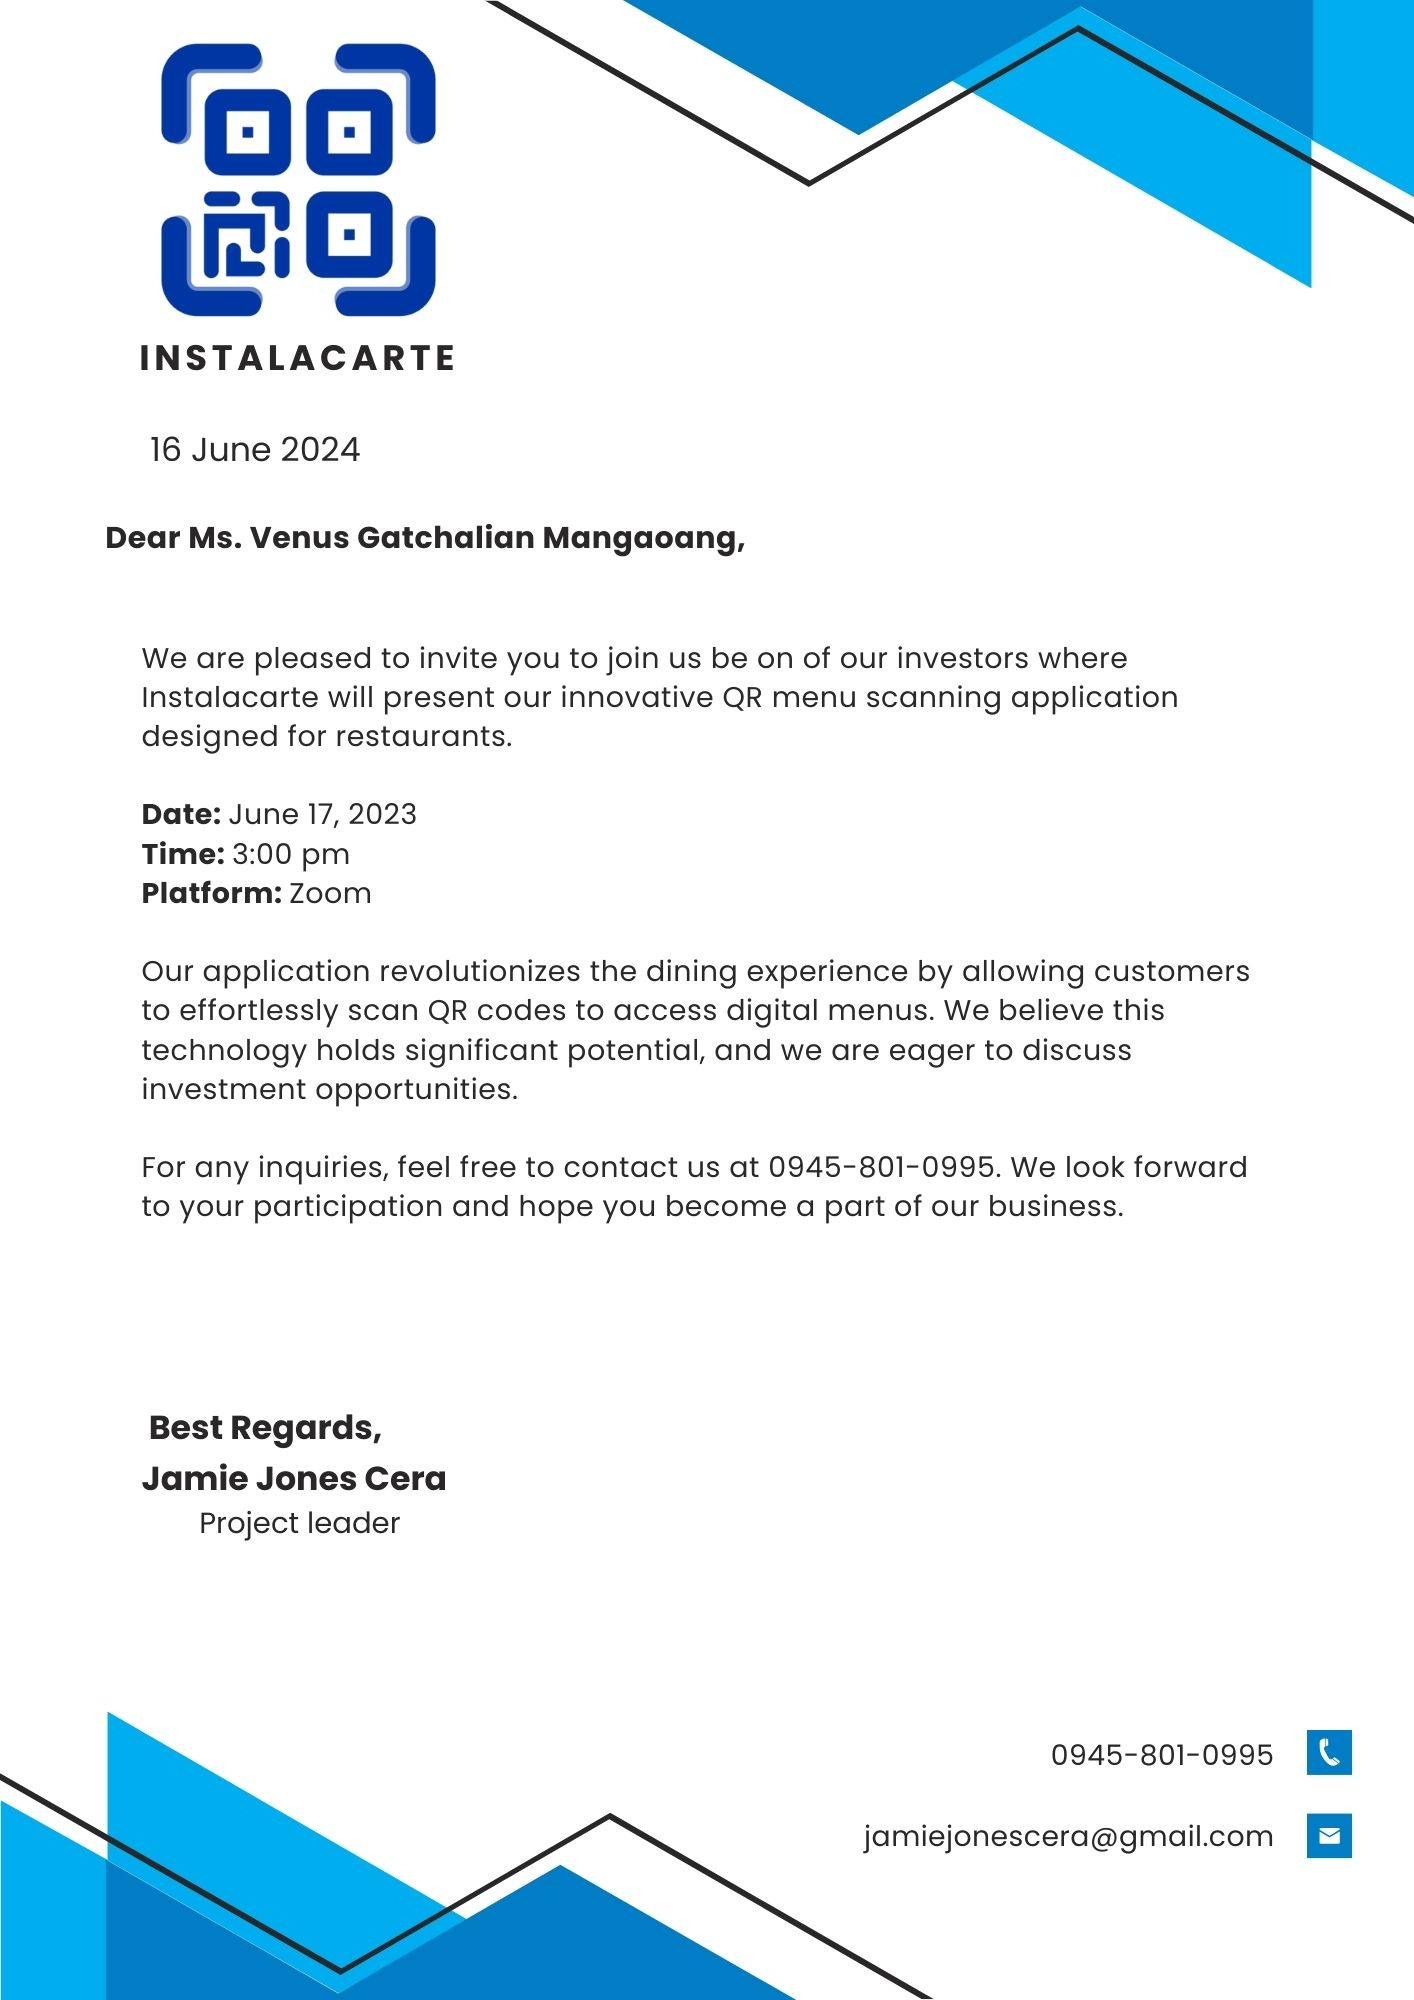 INSTALACARTE
16 June 2024
Dear Ms. Venus Gatchalian Mangaoang,
We are pleased to invite you to join us be on of our investors where
Instalacarte will present our innovative QR menu scanning application
designed for restaurants.
Date: June 17, 2023
Time: 3:00 pm
Platform: Zoom
Our application revolutionizes the dining experience by allowing customers
to effortlessly scan QR codes to access digital menus. We believe this
technology holds significant potential, and we are eager to discuss
investment opportunities.
For any inquiries, feel free to contact us at 0945-801-0995. We look forward
to your participation and hope you become a part of our business.
Best Regards,
Jamie Jones Cera
Project leader
0945-801-0995
jamiejonescera@gmail.com